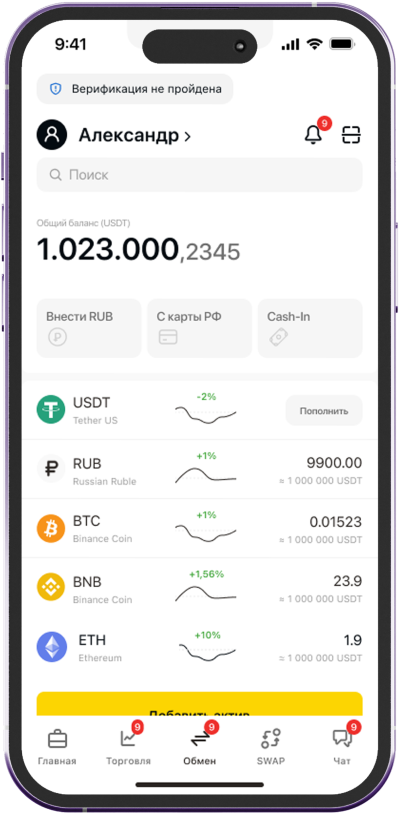 9:41
Верификация не пройдена
Александр
9
Поиск
Общий баланс (USDT)
1.023.000,2345
Внести RUB
С карты РФ
Cash-In
USDT
Tether US
-2%
Пополнить
RUB
Russian Ruble
+1%
9900.00
≈ 1 000 000 USDT
BTC
Binance Coin
+1%
0.01523
≈ 1 000 000 USDT
BNB
Binance Coin
+1,56%
23.9
≈ 1 000 000 USDT
ETH
Ethereum
+10%
1.9
≈ 1 000 000 USDT
Добавить актив
9
9
9
Главная
Торговля
Обмен
SWAP
Чат